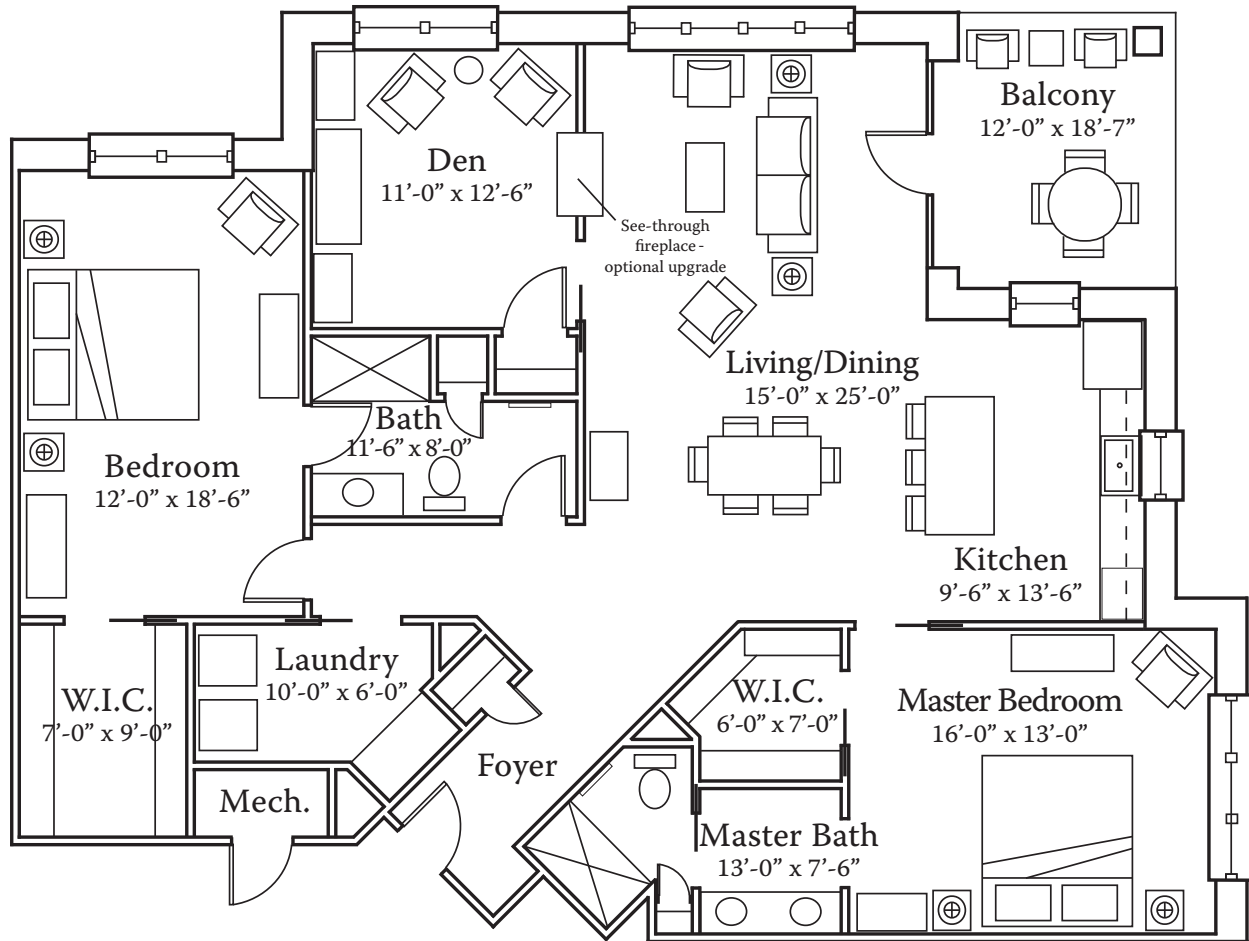 Balcony
12’-0” x 18’-7”
Den
11’-0” x 12’-6”
See-through
fireplace -
optional upgrade
Living/Dining
15’-0” x 25’-0”
Bath
11’-6” x 8’-0”
Bedroom
12’-0” x 18’-6”
Kitchen
9’-6” x 13’-6”
Laundry
10’-0” x 6’-0”
W.I.C.
7’-0” x 9’-0”
W.I.C.
6’-0” x 7’-0”
Master Bedroom
16’-0” x 13’-0”
Foyer
Mech.
Master Bath
13’-0” x 7’-6”